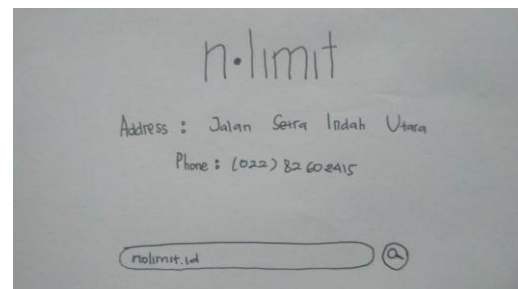 n•limit
Address : Jalan Setra Indah Utara
Phone : (022) 82602415
nolimit.id